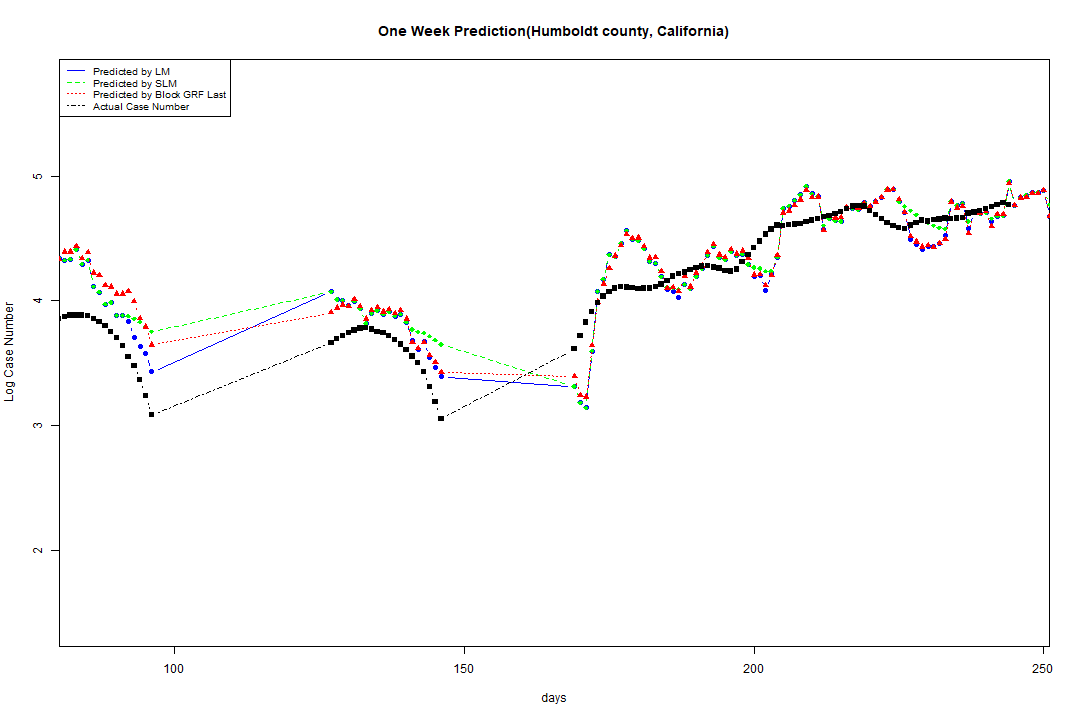 One Week Prediction(Humboldt county, California)
Predicted by LM
Predicted by SLM
Predicted by Block GRF Last
Actual Case Number
5
4
3
2
Log Case Number
100 150 200 250
days